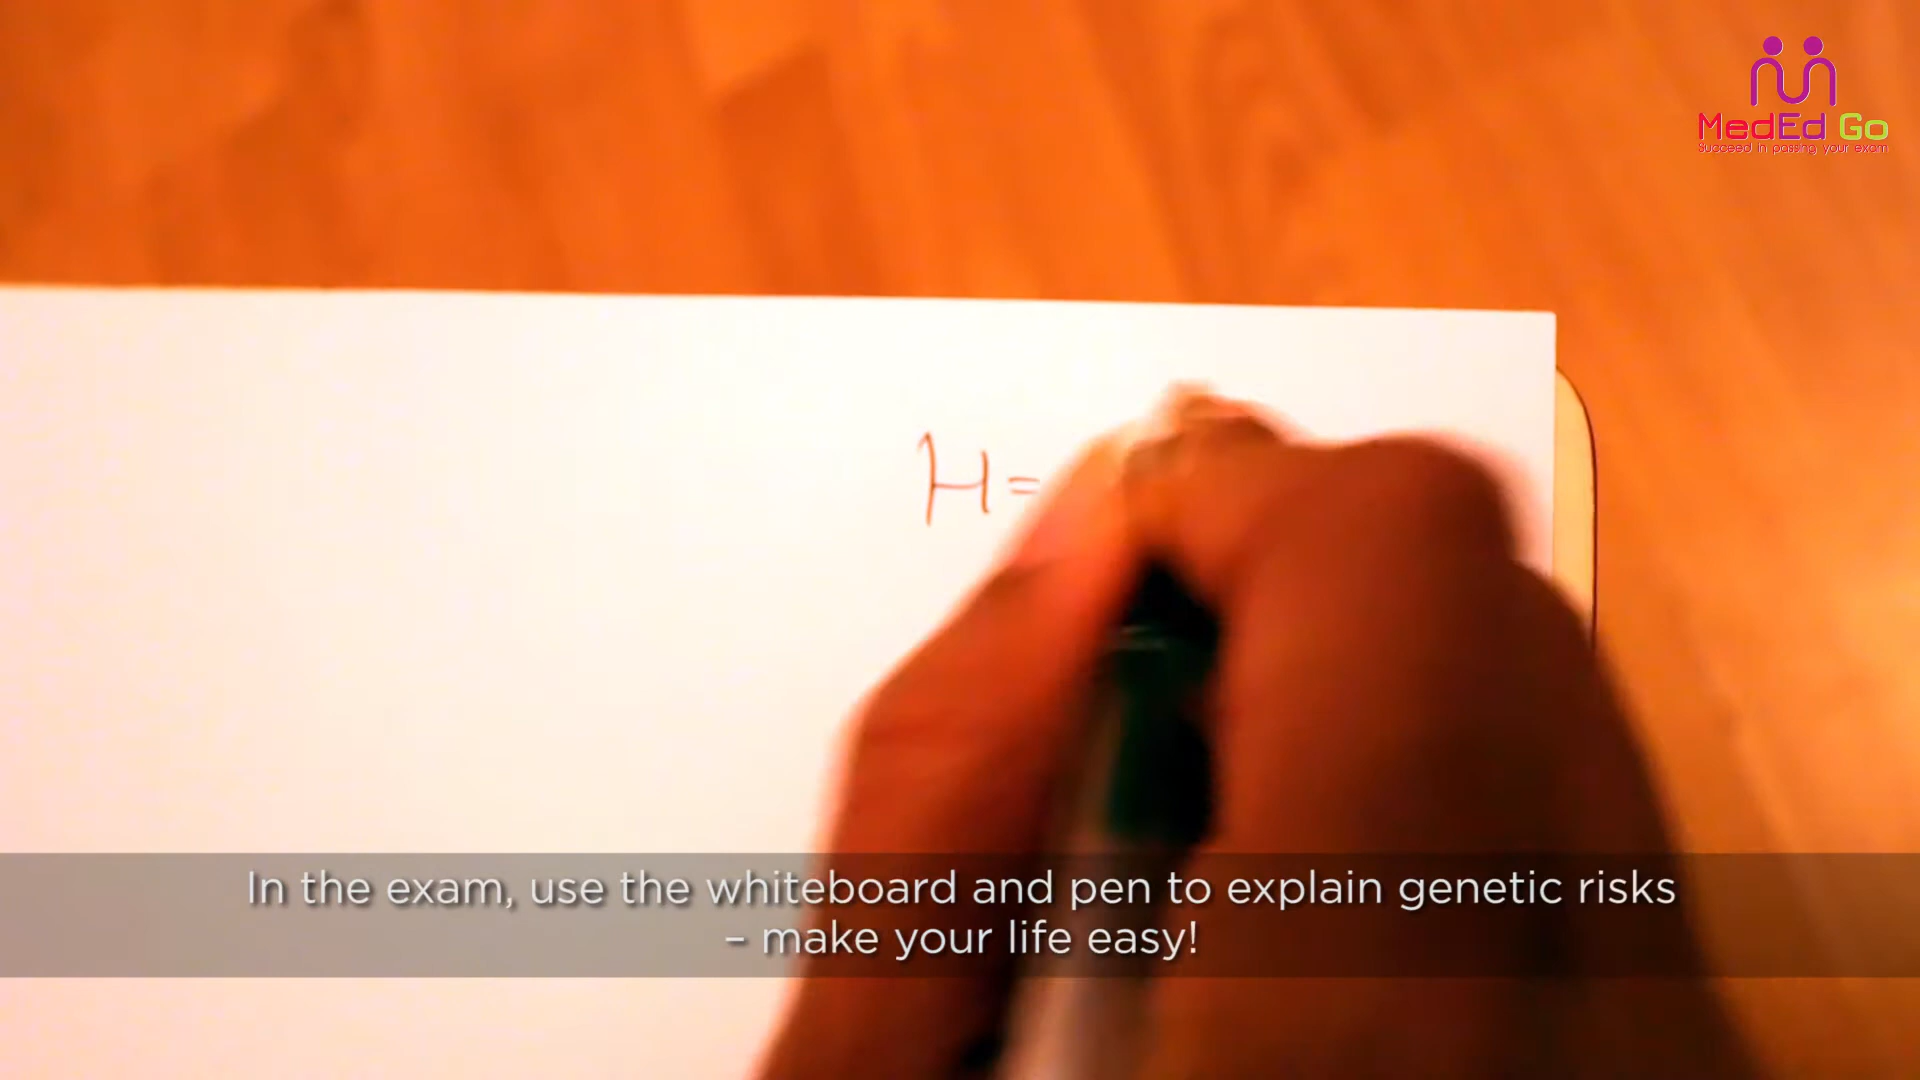 MedEd Go
Succeed in passing your exam
H=
In the exam, use the whiteboard and pen to explain genetic risks
– make your life easy!